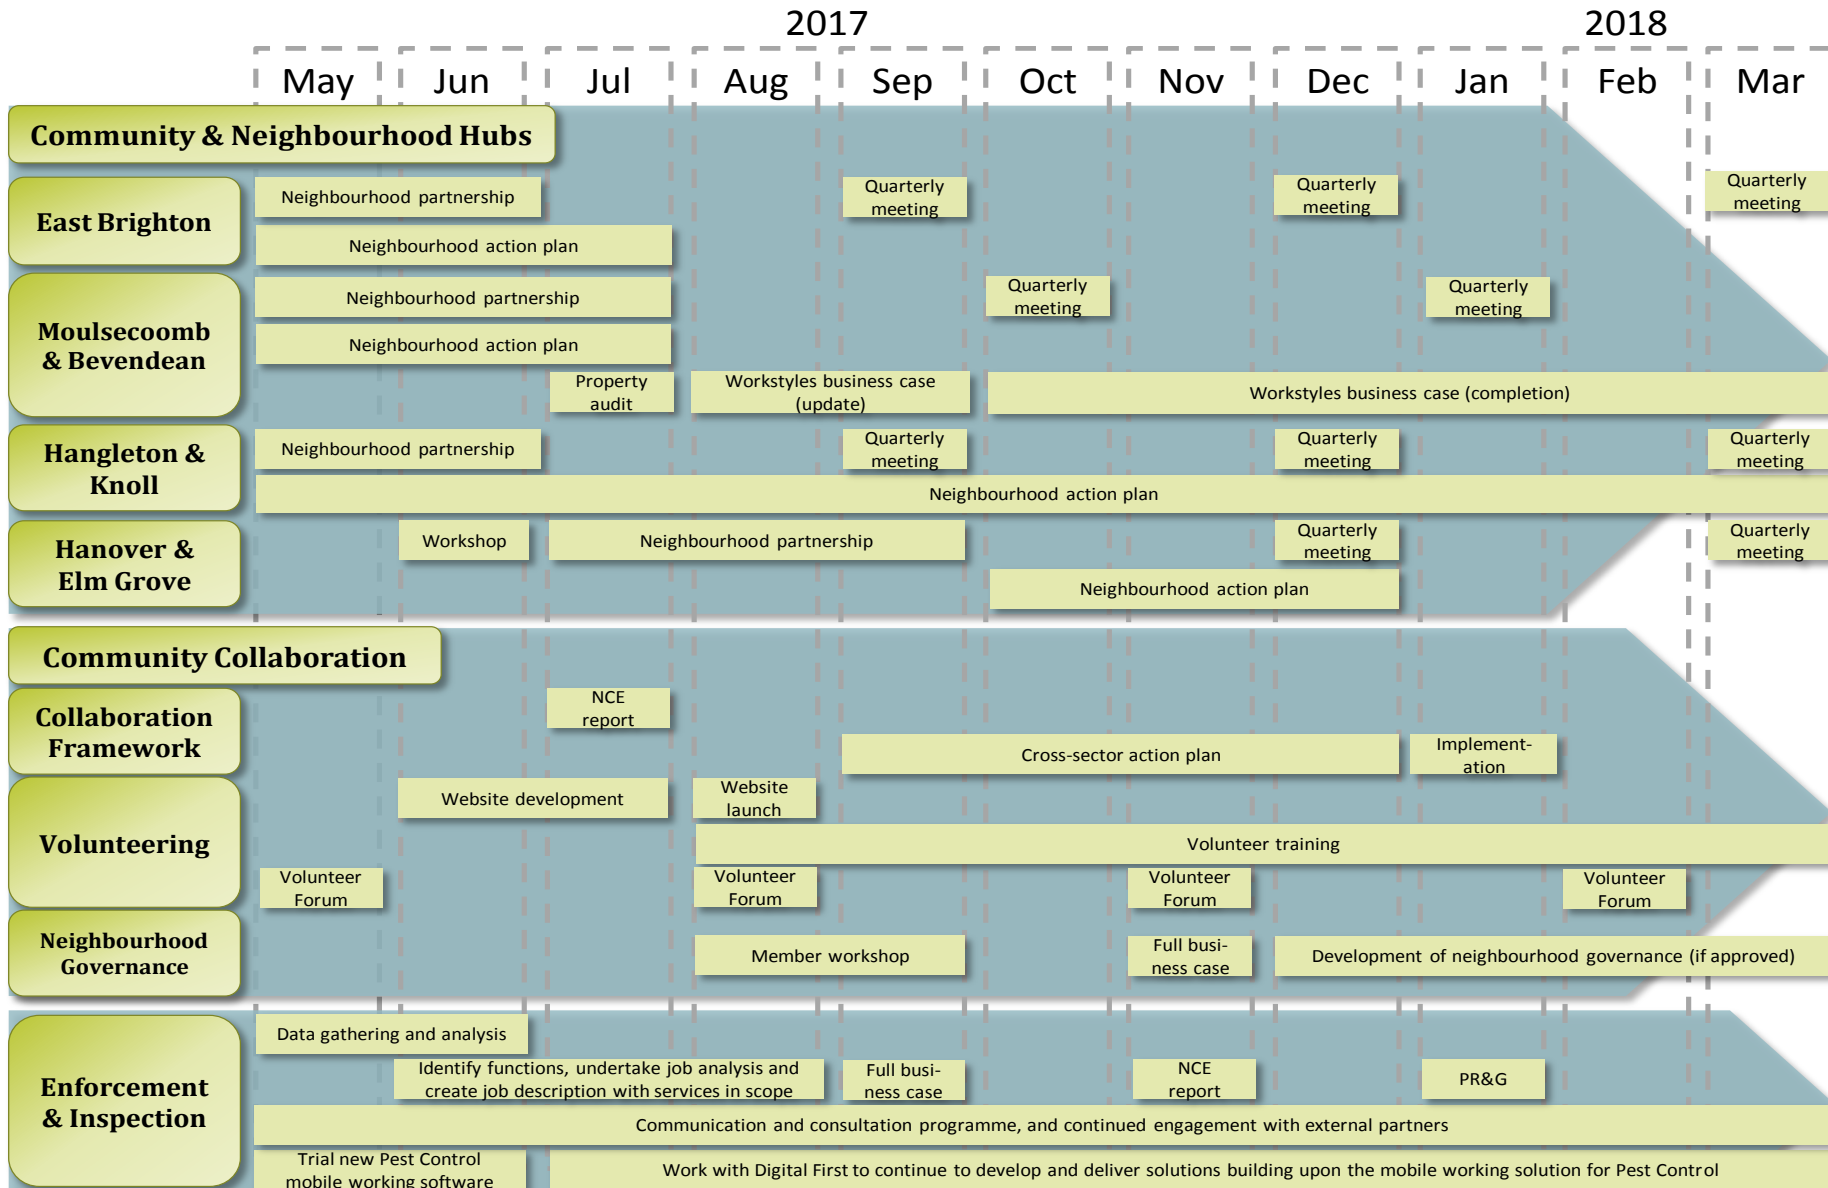 2017
2018
May
Jun
Jul
Aug
Sep
Oct
Nov
Dec
Jan
Feb
Mar
Community & Neighbourhood Hubs
East Brighton
Neighbourhood partnership
Quarterly
meeting
Quarterly
meeting
Quarterly
meeting
Neighbourhood action plan
Moulsecoomb
& Bevendean
Neighbourhood partnership
Quarterly
meeting
Quarterly
meeting
Neighbourhood action plan
Property
audit
Workstyles business case
(update)
Workstyles business case (completion)
Hangleton &
Knoll
Neighbourhood partnership
Quarterly
meeting
Quarterly
meeting
Quarterly
meeting
Neighbourhood action plan
Hanover &
Elm Grove
Workshop
Neighbourhood partnership
Quarterly
meeting
Quarterly
meeting
Neighbourhood action plan
Community Collaboration
Collaboration
Framework
NCE
report
Cross-sector action plan
Implement-
ation
Volunteering
Website development
Website
launch
Volunteer training
Volunteer
Forum
Volunteer
Forum
Volunteer
Forum
Volunteer
Forum
Neighbourhood
Governance
Member workshop
Full busi-
ness case
Development of neighbourhood governance (if approved)
Enforcement
& Inspection
Data gathering and analysis
Identify functions, undertake job analysis and
create job description with services in scope
Full busi-
ness case
NCE
report
PR&G
Communication and consultation programme, and continued engagement with external partners
Trial new Pest Control
mobile working software
Work with Digital First to continue to develop and deliver solutions building upon the mobile working solution for Pest Control